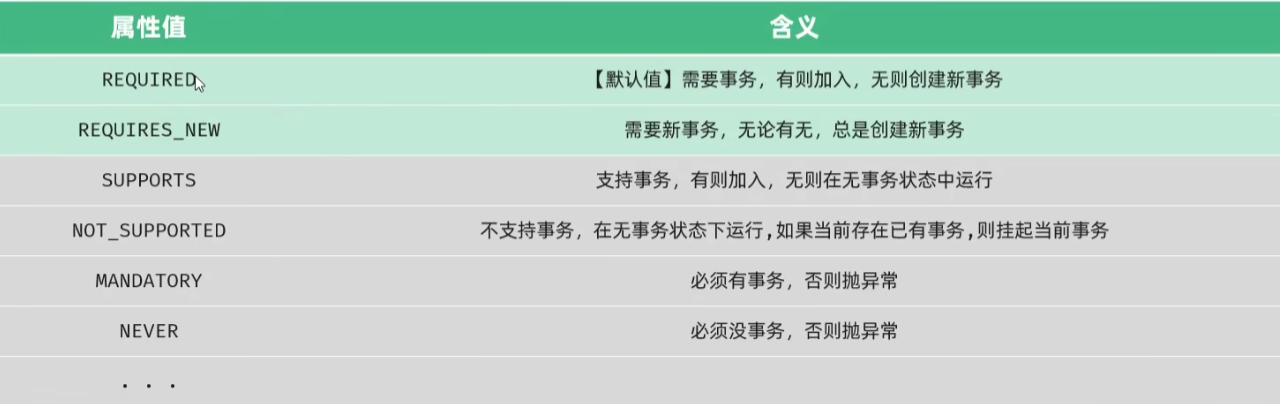 属性值 含义
REQUIRED 【默认值】需要事务，有则加入，无则创建新事务
REQUIRES_NEW 需要新事务，无论有无，总是创建新事务
SUPPORTS 支持事务，有则加入，无则在无事务状态中运行
NOT_SUPPORTED 不支持事务，在无事务状态下运行,如果当前存在已有事务,则挂起当前事务
MANDATORY 必须有事务，否则抛异常
NEVER 必须没事务，否则抛异常
...